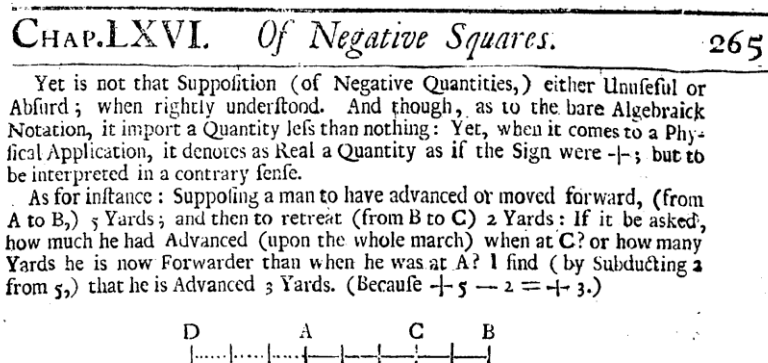 CHAP.LXVI. Of Negative Squares. 265
Yet is not that Suppoſition (of Negative Quantities,) either Unuſeful or
Abſurd; when rightly underſtood. And though, as to the bare Algebraick
Notation, it import a Quantity leſs than nothing: Yet, when it comes to a Phy-
ſical Application, it denotes as Real a Quantity as if the Sign were +; but to
be interpreted in a contrary ſenſe.
As for inſtance: Suppoſing a man to have advanced or moved forward, (from
A to B,) 5 Yards; and then to retreat (from B to C) 2 Yards: If it be asked,
how much he had Advanced (upon the whole march) when at C? or how many
Yards he is now Forwarder than when he was at A? I find (by Subducting 2
from 5,) that he is Advanced 3 Yards. (Becauſe +5 — 2 = + 3.)
D A C B